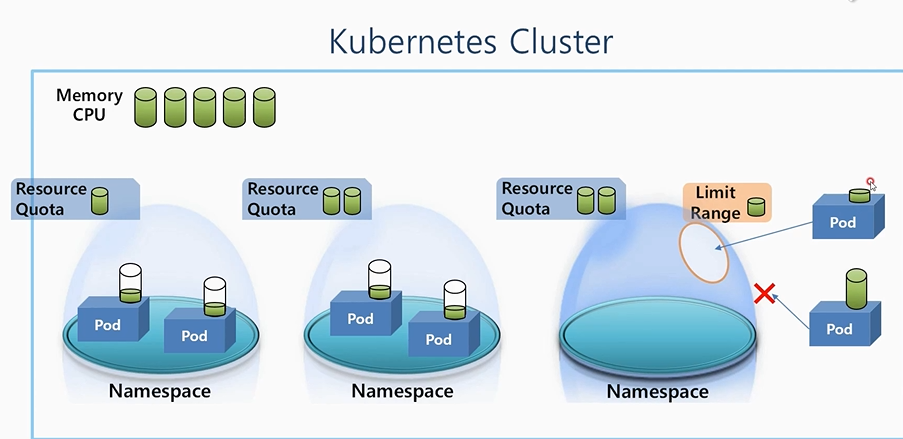 Kubernetes Cluster
Memory
CPU
Resource
Quota
Resource
Quota
Resource
Quota
Limit
Range
Pod
Pod
Pod
Pod
Pod
Pod
Namespace
Namespace
Namespace